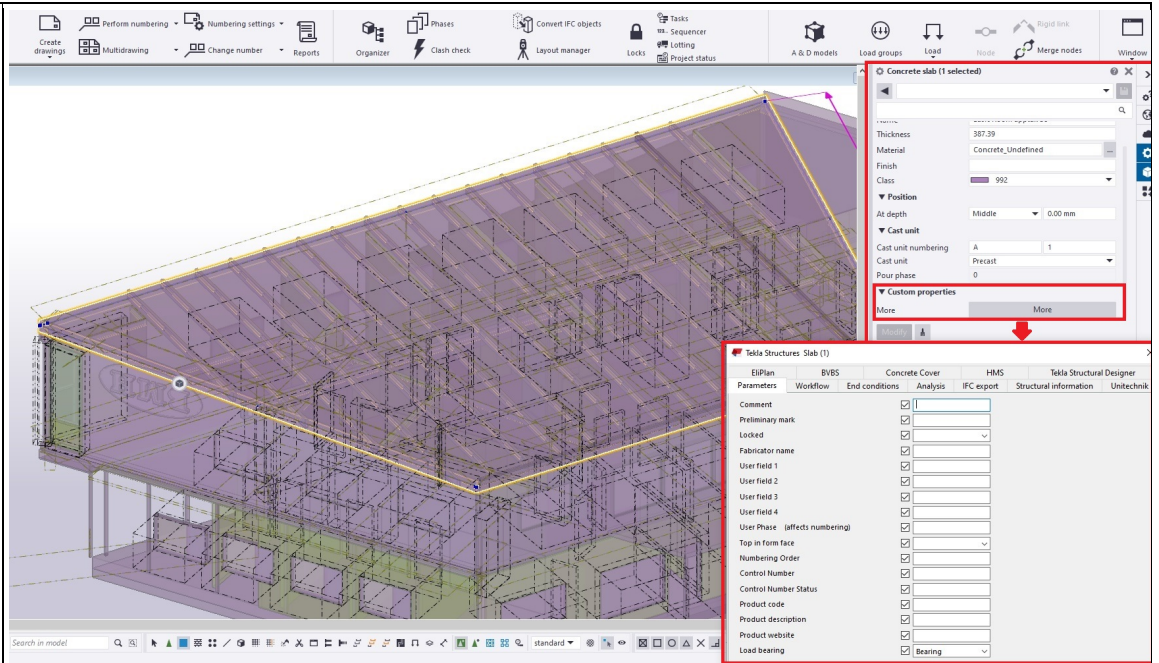 Perform numbering
Numbering settings
Create drawings
Multidrawing
Change number
Reports
Organizer
Phases
Clash check
Convert IFC objects
Layout manager
Locks
Tasks
Sequencer
Lotting
Project status
A & D models
Load groups
Load
Node
Rigid link
Merge nodes
Window
Concrete slab (1 selected)
Thickness 387.39
Material Concrete_Undefined ...
Finish
Class 992
Position
At depth Middle 0.00 mm
Cast unit
Cast unit numbering A 1
Cast unit Precast
Pour phase 0
Custom properties
More More
Modify
Tekla Structures Slab (1)
EliPlan BVBS Concrete Cover HMS Tekla Structural Designer
Parameters Workflow End conditions Analysis IFC export Structural information Unitechnik
Comment
Preliminary mark
Locked
Fabricator name
User field 1
User field 2
User field 3
User field 4
User Phase (affects numbering)
Top in form face
Numbering Order
Control Number
Control Number Status
Product code
Product description
Product website
Load bearing Bearing
Search in model
standard